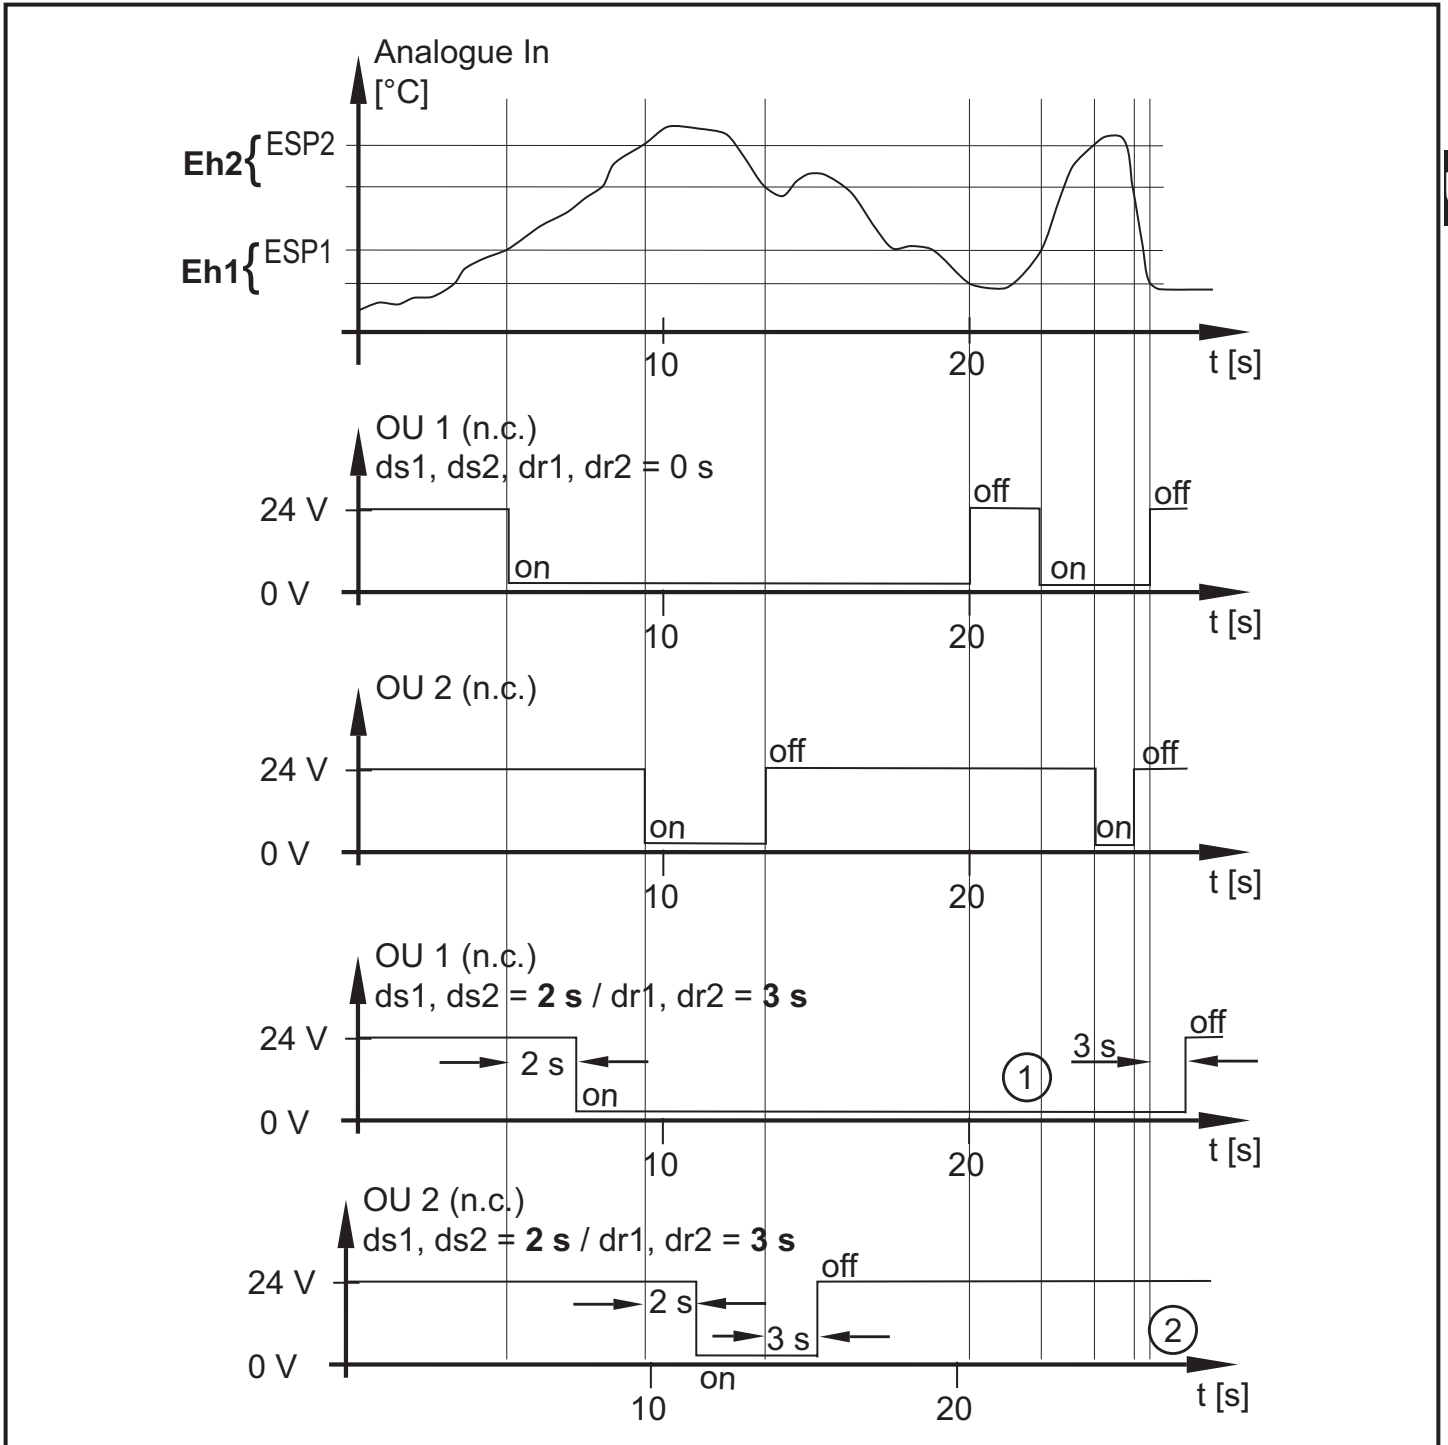 Analogue In
[°C]
Eh2{ ESP2
Eh1{ ESP1
10 20 t [s]
OU 1 (n.c.)
ds1, ds2, dr1, dr2 = 0 s
24 V
off off
on on
0 V
10 20 t [s]
OU 2 (n.c.)
24 V
off off
on on
0 V
10 20 t [s]
OU 1 (n.c.)
ds1, ds2 = 2 s / dr1, dr2 = 3 s
24 V
off
2 s 1 3 s
on
0 V
10 20 t [s]
OU 2 (n.c.)
ds1, ds2 = 2 s / dr1, dr2 = 3 s
24 V
off
2 s
3 s 2
0 V
on
10 20 t [s]